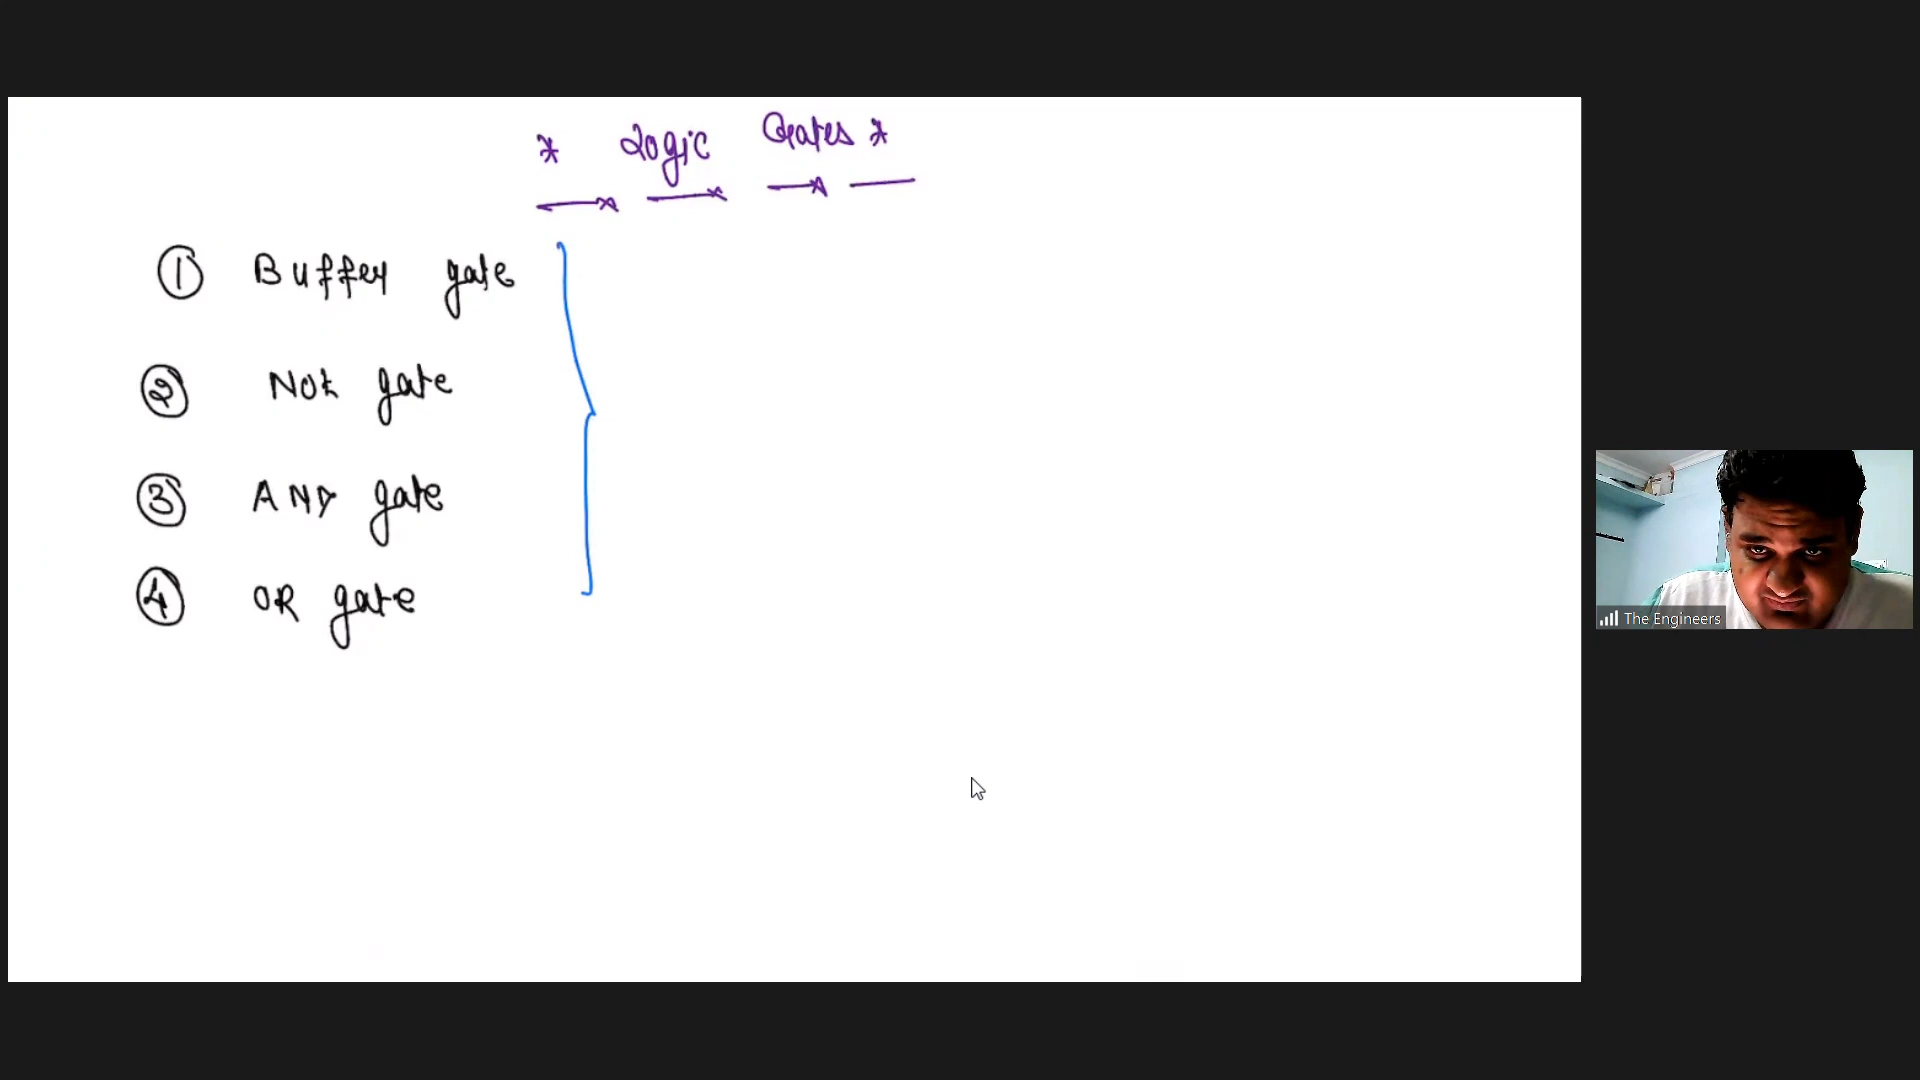 * Logic Gates *
① Buffer gate
② Not gate
③ AND gate
④ OR gate
The Engineers